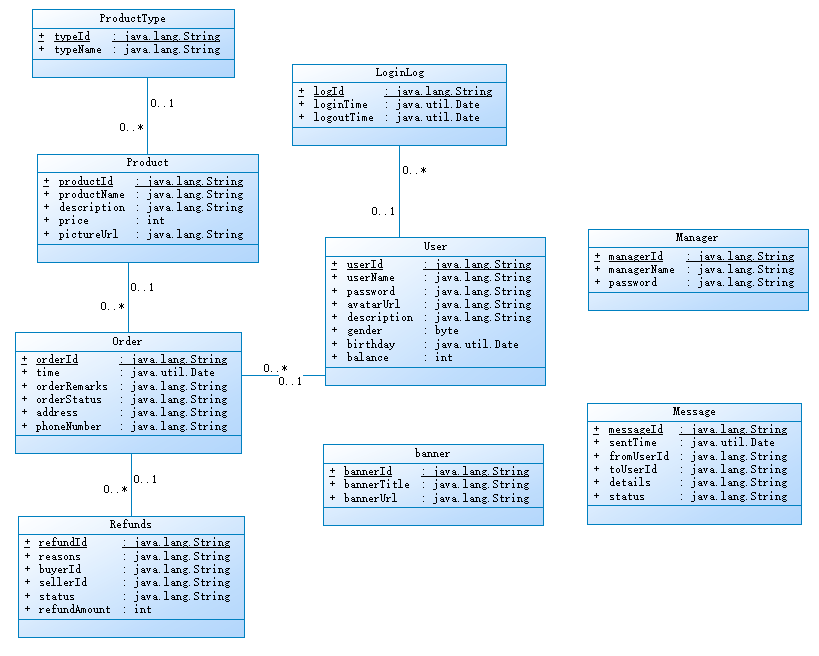 ProductType
+ typeId : java.lang.String
+ typeName : java.lang.String
0..1
0..*
LoginLog
+ logId : java.lang.String
+ loginTime : java.util.Date
+ logoutTime : java.util.Date
0..*
0..1
Product
+ productId : java.lang.String
+ productName : java.lang.String
+ description : java.lang.String
+ price : int
+ pictureUrl : java.lang.String
0..1
0..*
User
+ userId : java.lang.String
+ userName : java.lang.String
+ password : java.lang.String
+ avatarUrl : java.lang.String
+ description : java.lang.String
+ gender : byte
+ birthday : java.util.Date
+ balance : int
Manager
+ managerId : java.lang.String
+ managerName : java.lang.String
+ password : java.lang.String
Order
+ orderId : java.lang.String
+ time : java.util.Date
+ orderRemarks : java.lang.String
+ orderStatus : java.lang.String
+ address : java.lang.String
+ phoneNumber : java.lang.String
0..*
0..1
0..1
0..*
banner
+ bannerId : java.lang.String
+ bannerTitle : java.lang.String
+ bannerUrl : java.lang.String
Message
+ messageId : java.lang.String
+ sentTime : java.util.Date
+ fromUserId : java.lang.String
+ toUserId : java.lang.String
+ details : java.lang.String
+ status : java.lang.String
Refunds
+ refundId : java.lang.String
+ reasons : java.lang.String
+ buyerId : java.lang.String
+ sellerId : java.lang.String
+ status : java.lang.String
+ refundAmount : int